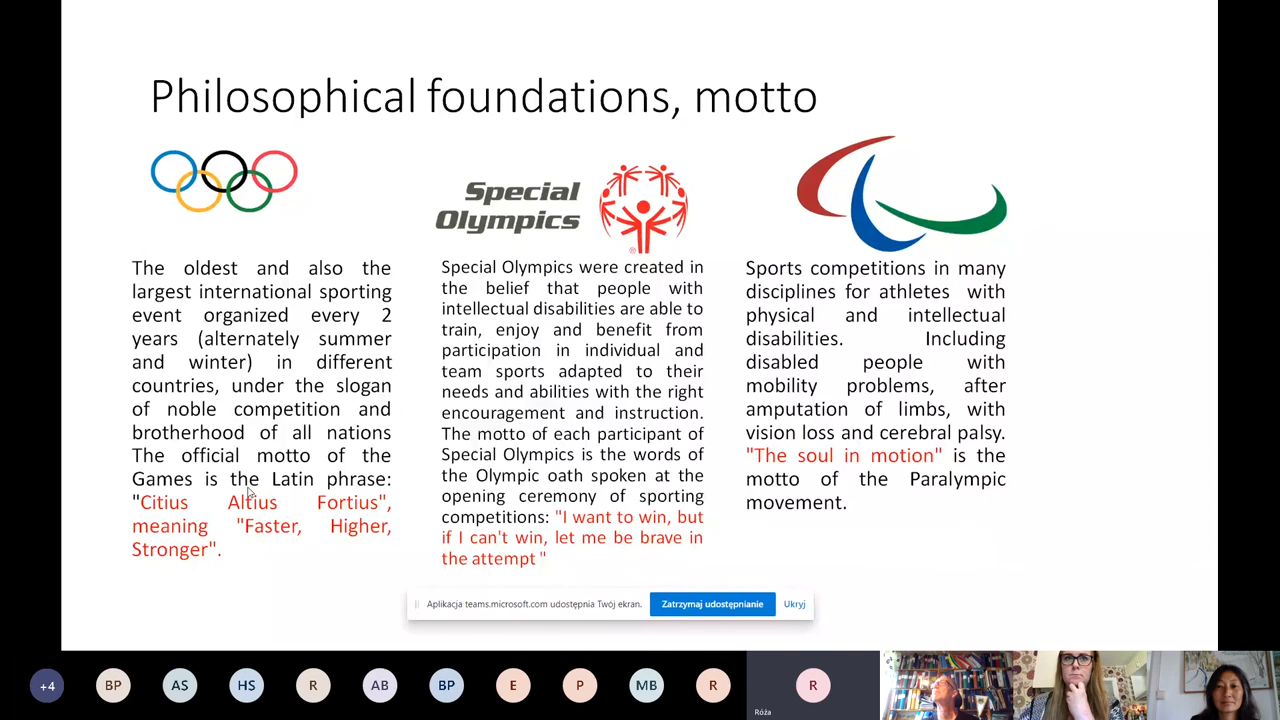 Philosophical foundations, motto
Special
Olympics
The oldest and also the
largest international sporting
event organized every 2
years (alternately summer
and winter) in different
countries, under the slogan
of noble competition and
brotherhood of all nations
The official motto of the
Games is the Latin phrase:
"Citius Altius Fortius",
meaning "Faster, Higher,
Stronger".
Special Olympics were created in
the belief that people with
intellectual disabilities are able to
train, enjoy and benefit from
participation in individual and
team sports adapted to their
needs and abilities with the right
encouragement and instruction.
The motto of each participant of
Special Olympics is the words of
the Olympic oath spoken at the
opening ceremony of sporting
competitions: "I want to win, but
if I can't win, let me be brave in
the attempt "
Sports competitions in many
disciplines for athletes with
physical and intellectual
disabilities. Including
disabled people with
mobility problems, after
amputation of limbs, with
vision loss and cerebral palsy.
"The soul in motion" is the
motto of the Paralympic
movement.
Aplikacja teams.microsoft.com udostępnia Twój ekran. Zatrzymaj udostępnianie Ukryj
+4 BP AS HS R AB BP E P MB R R
Róża